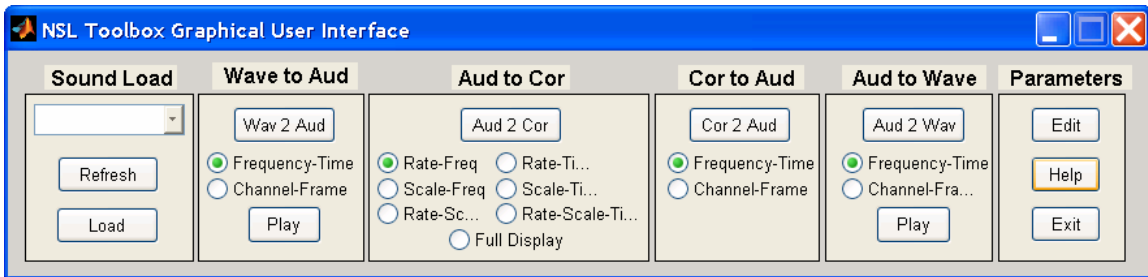 NSL Toolbox Graphical User Interface
Sound Load
Refresh
Load
Wave to Aud
Wav 2 Aud
Frequency-Time
Channel-Frame
Play
Aud to Cor
Aud 2 Cor
Rate-Freq
Rate-Ti...
Scale-Freq
Scale-Ti...
Rate-Sc...
Rate-Scale-Ti...
Full Display
Cor to Aud
Cor 2 Aud
Frequency-Time
Channel-Frame
Aud to Wave
Aud 2 Wav
Frequency-Time
Channel-Fra...
Play
Parameters
Edit
Help
Exit